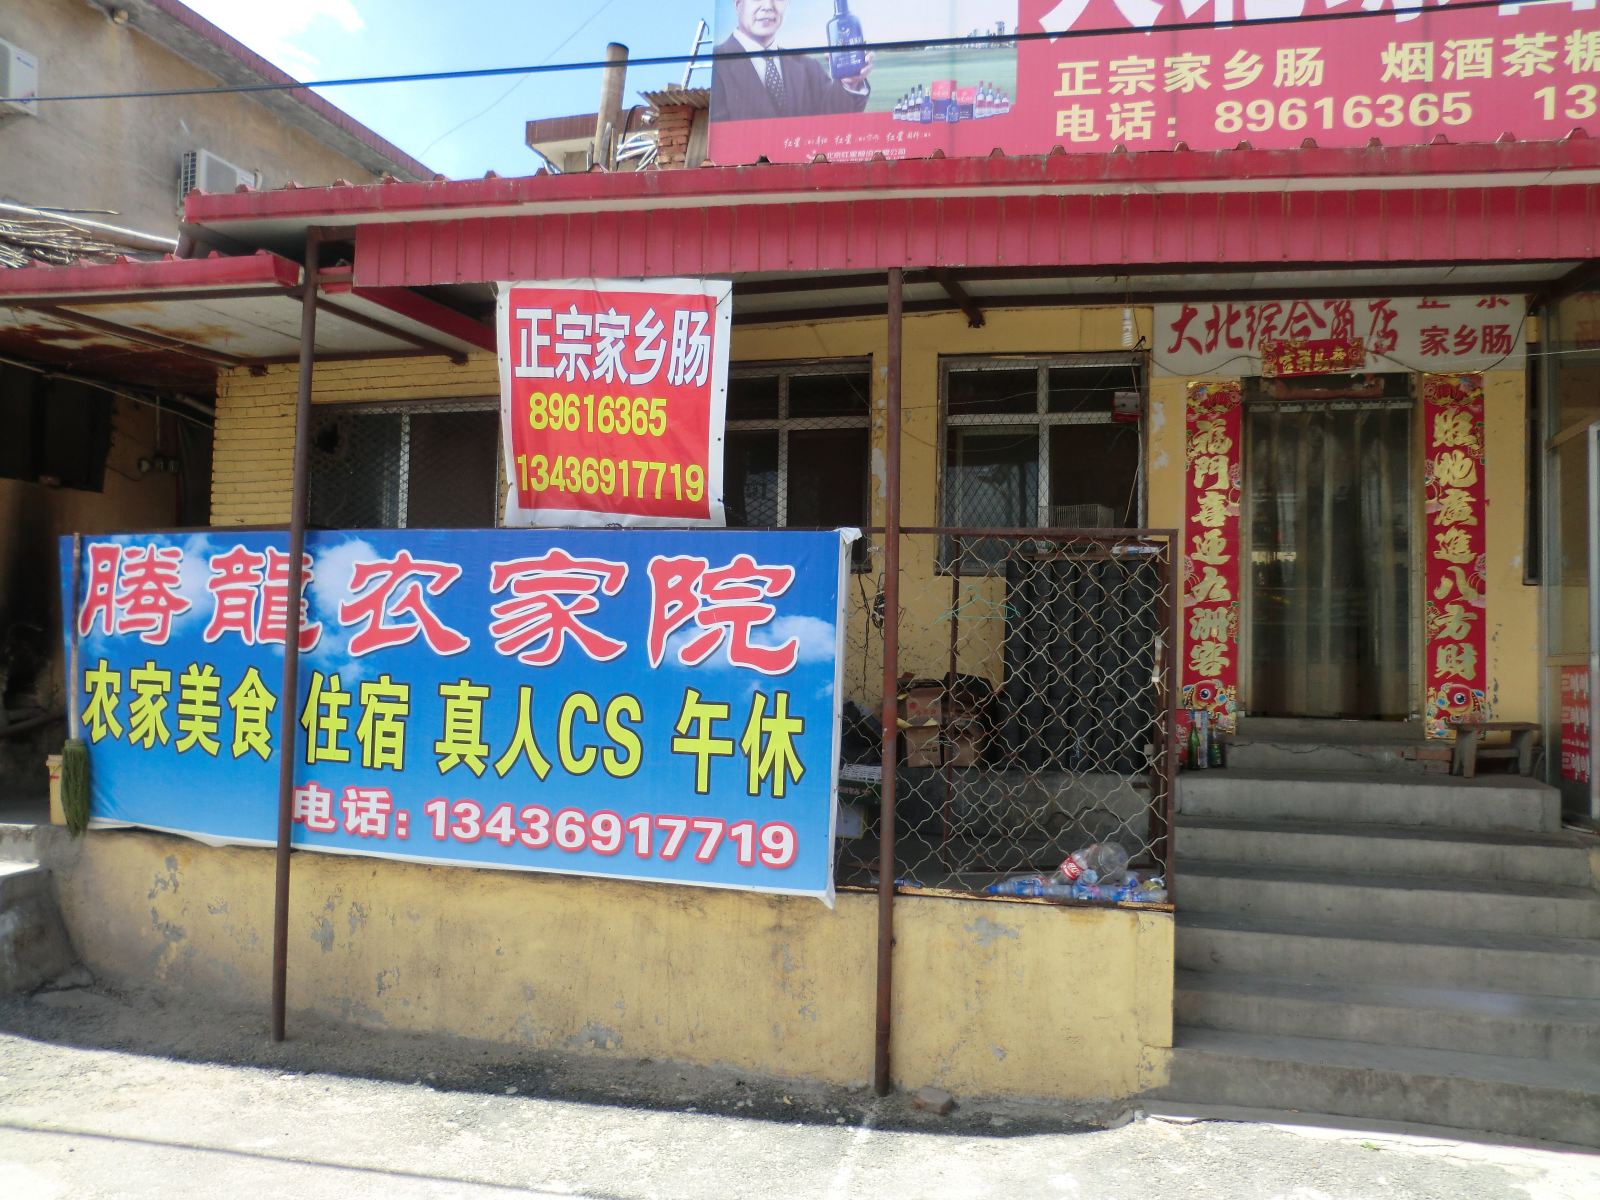 正宗家乡肠 烟酒茶糖
电话：89616365 13
正宗家乡肠
89616365
13436917719
大北综合商店
正宗
家乡肠
福門喜迎九洲客
旺地廣進八方財
腾龍农家院
农家美食 住宿 真人CS 午休
电话：13436917719